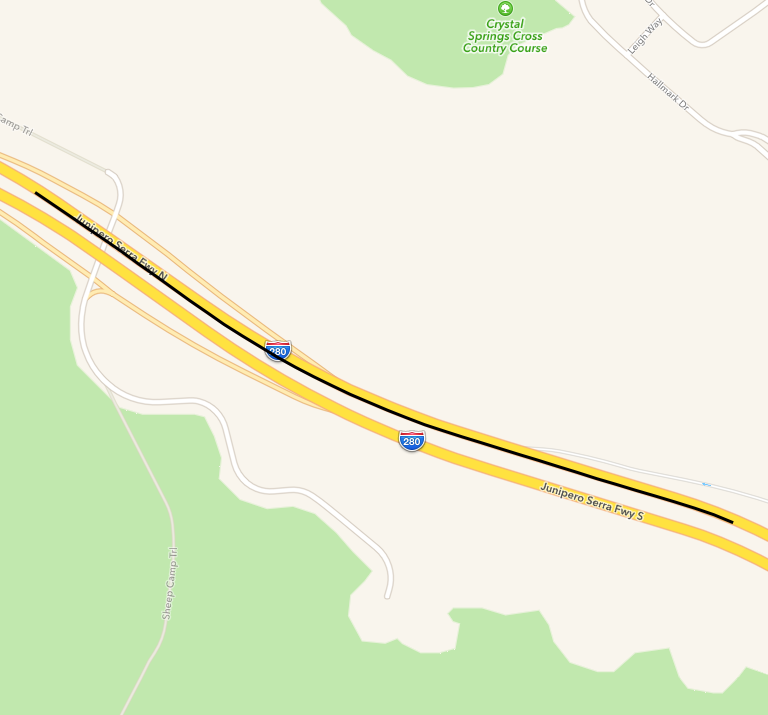 Crystal
Springs Cross
Country Course
Dr
Leigh Way
Hallmark Dr
Camp Trl
Junipero Serra Fwy N
280
280
Junipero Serra Fwy S
Sheep Camp Trl